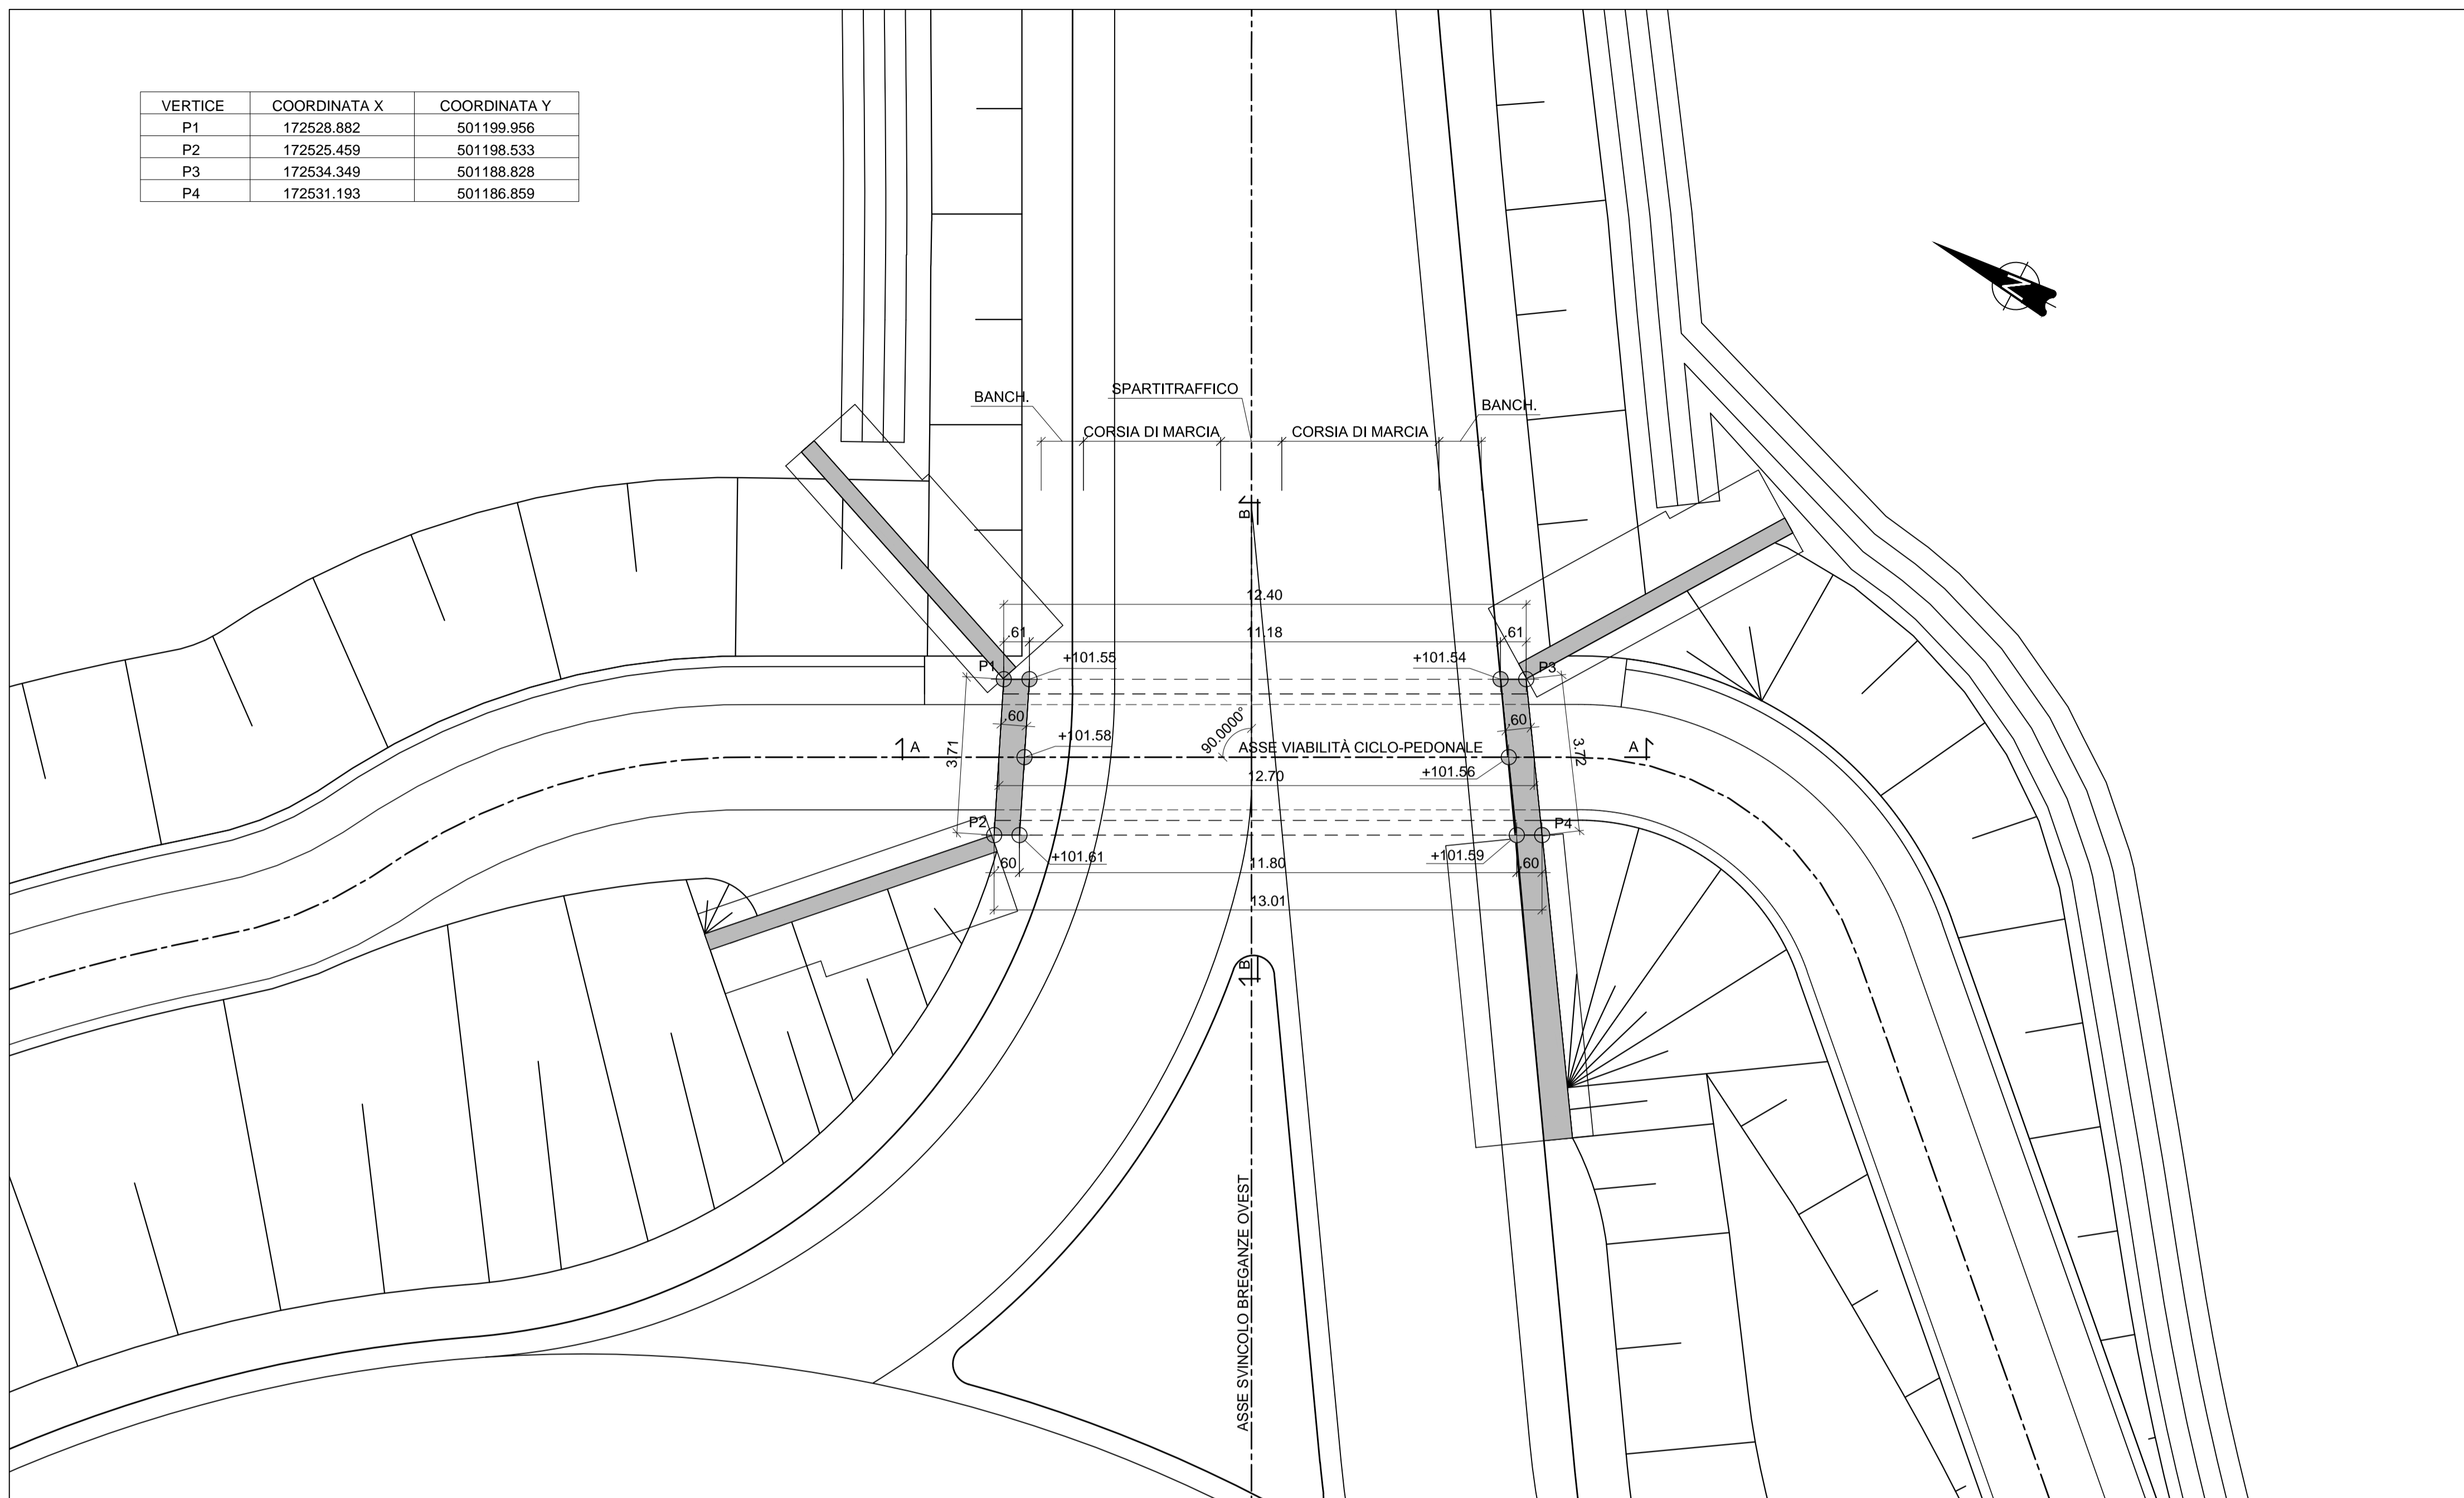 VERTICE COORDINATA X COORDINATA Y
P1 172528.882 501199.956
P2 172525.459 501198.533
P3 172534.349 501188.828
P4 172531.193 501186.859
N
SPARTITRAFFICO
BANCH.
BANCH.
CORSIA DI MARCIA
CORSIA DI MARCIA
B
12.40
.61
11.18
.61
P1
+101.55
+101.54
P3
.60
90.0000°
.60
3.71
A
+101.58
ASSE VIABILITÀ CICLO-PEDONALE
3.72
A
12.70
+101.56
P2
P4
.60
+101.61
11.80
+101.59
.60
13.01
B
ASSE SVINCOLO BREGANZE OVEST